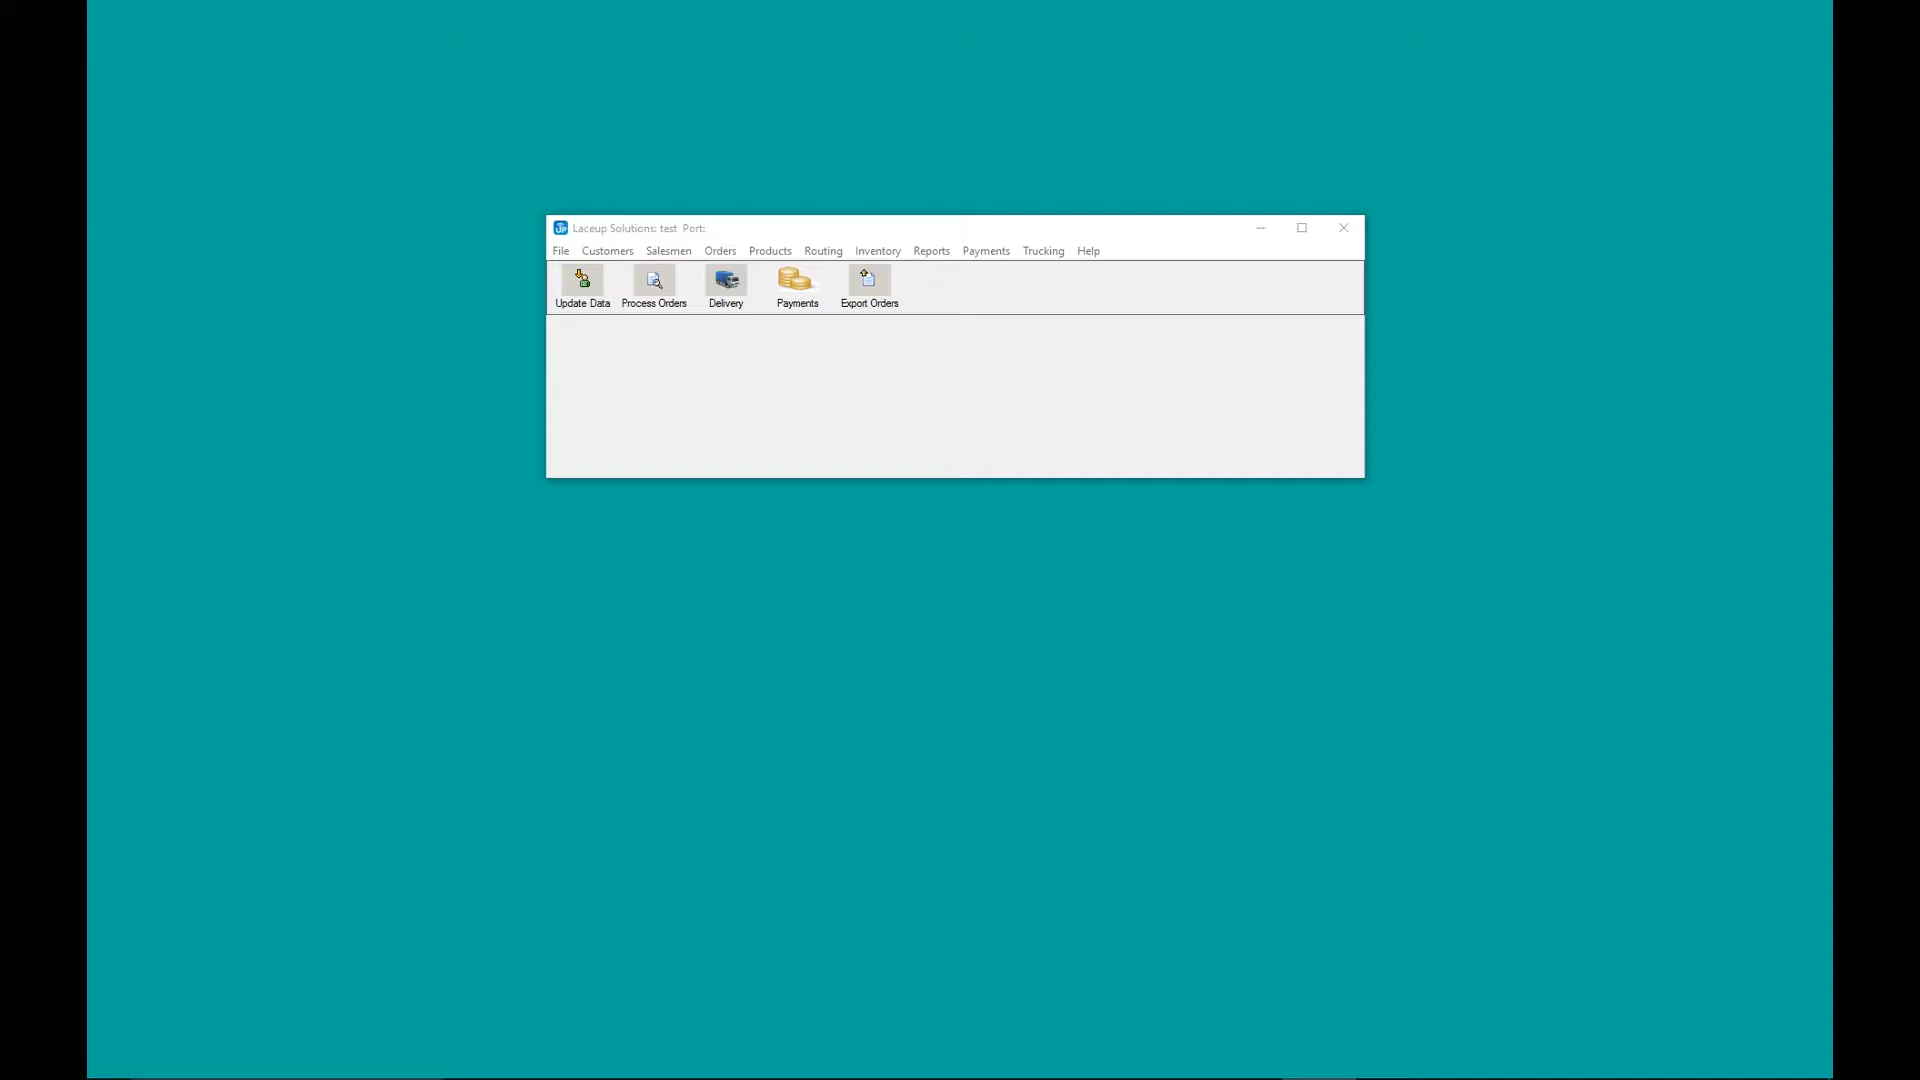 UP Laceup Solutions: test Port:
File Customers Salesmen Orders Products Routing Inventory Reports Payments Trucking Help
Update Data Process Orders Delivery Payments Export Orders